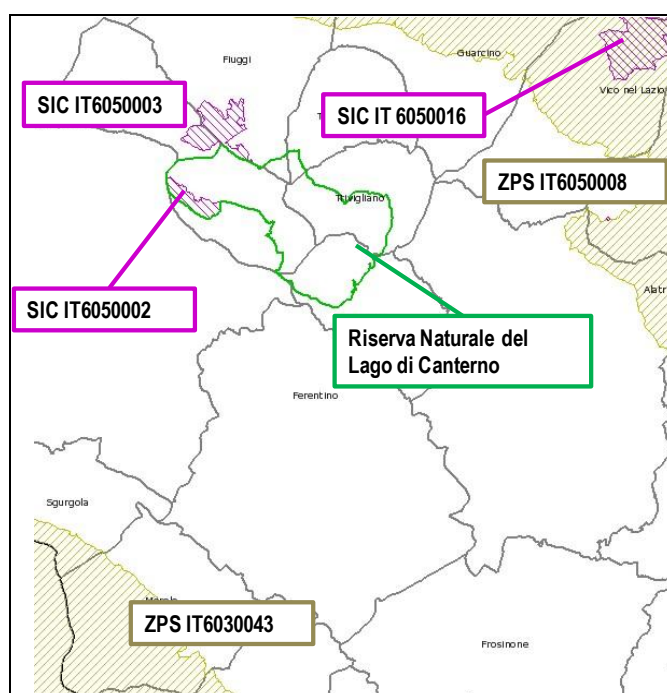 Fiuggi
Guarcino
SIC IT6050003
SIC IT 6050016
Vico nel Lazio
ZPS IT6050008
Trivigliano
Alatr
SIC IT6050002
Riserva Naturale del
Lago di Canterno
Ferentino
Sgurgola
ZPS IT6030043
Frosinone